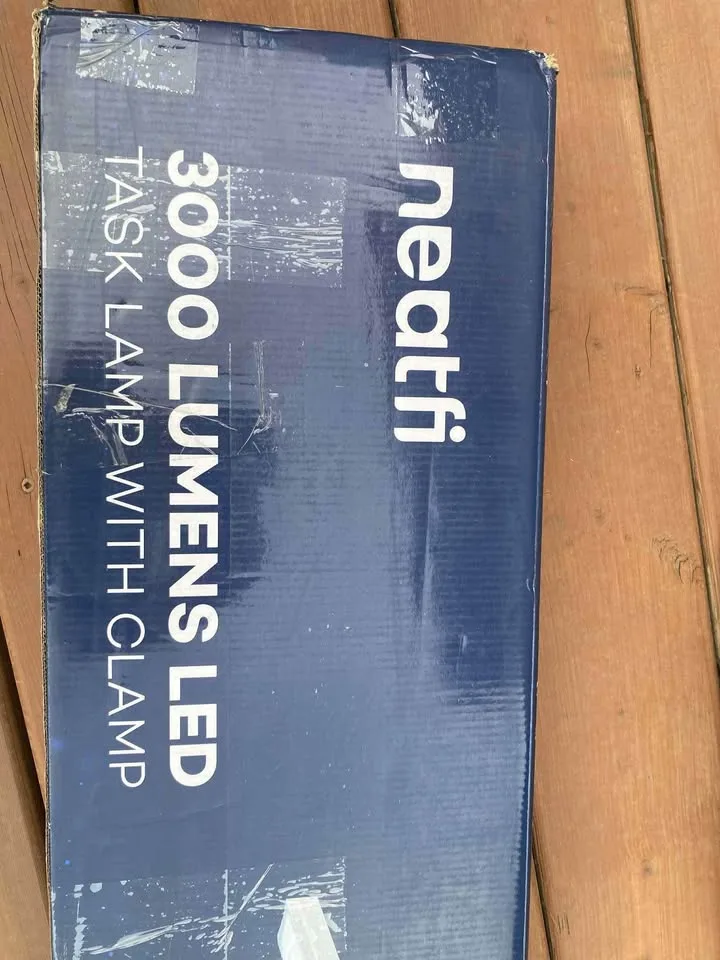 neatfi
3000 LUMENS LED
TASK LAMP WITH CLAMP